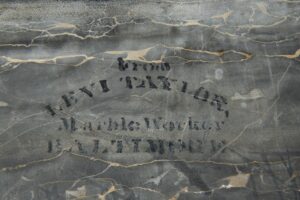 from
LEVI TAYLOR,
Marble Worker
BALTIMORE.